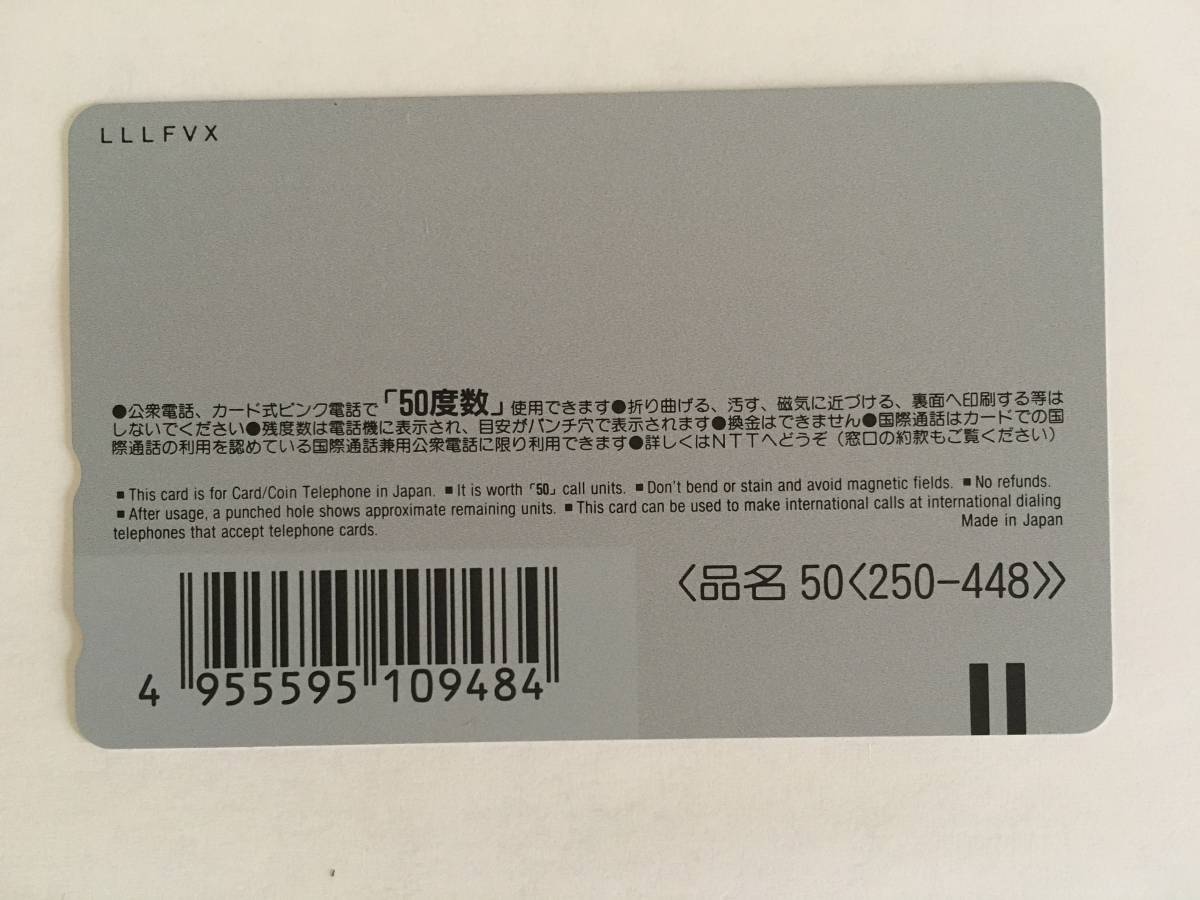 LLLFVX
●公衆電話、カード式ピンク電話で「50度数」使用できます●折り曲げる、汚す、磁気に近づける、裏面へ印刷する等は
しないでください●残度数は電話機に表示され、目安がパンチ穴で表示されます●換金はできません●国際通話はカードでの国
際通話の利用を認めている国際通話兼用公衆電話に限り利用できます●詳しくはNTTへどうぞ（窓口の約款もご覧ください）
■ This card is for Card/Coin Telephone in Japan. ■ It is worth「50」call units. ■ Don't bend or stain and avoid magnetic fields. ■ No refunds.
■ After usage, a punched hole shows approximate remaining units. ■ This card can be used to make international calls at international dialing
telephones that accept telephone cards.
Made in Japan
〈品名 50〈250-448〉〉
4 955595 109484